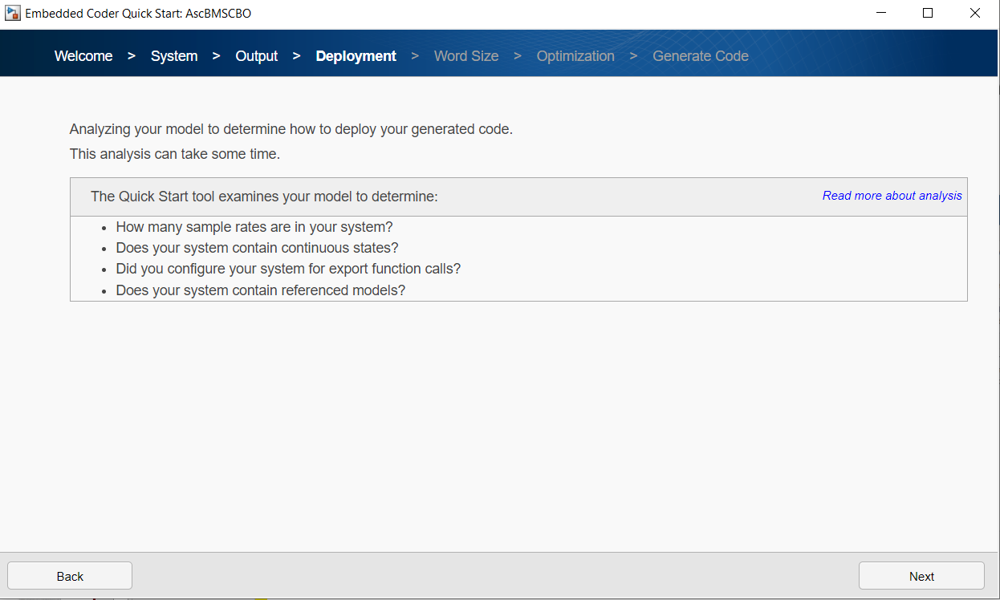 Embedded Coder Quick Start: AscBMSCBO
Welcome > System > Output > Deployment > Word Size > Optimization > Generate Code
Analyzing your model to determine how to deploy your generated code.
This analysis can take some time.
The Quick Start tool examines your model to determine: Read more about analysis
• How many sample rates are in your system?
• Does your system contain continuous states?
• Did you configure your system for export function calls?
• Does your system contain referenced models?
Back Next